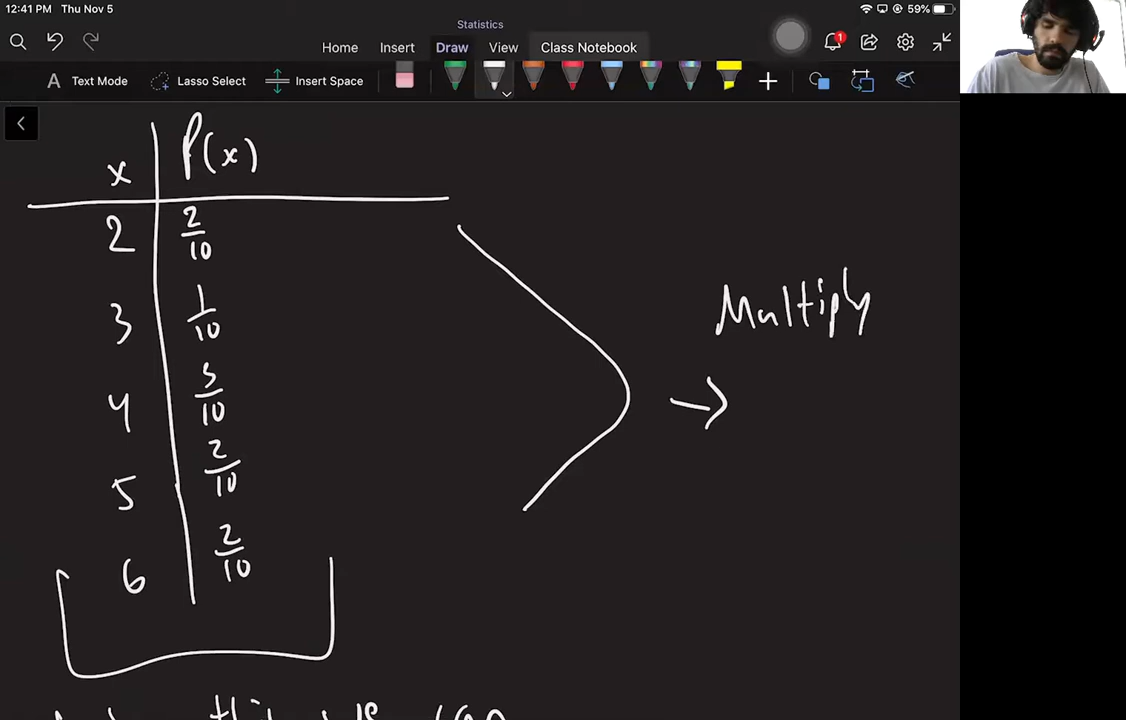 12:41 PM Thu Nov 5
59%
Statistics
Home Insert Draw View Class Notebook
1
Text Mode Lasso Select Insert Space
x P(x)
2 2/10
3 1/10
4 3/10
5 2/10
6 2/10
Multiply
→